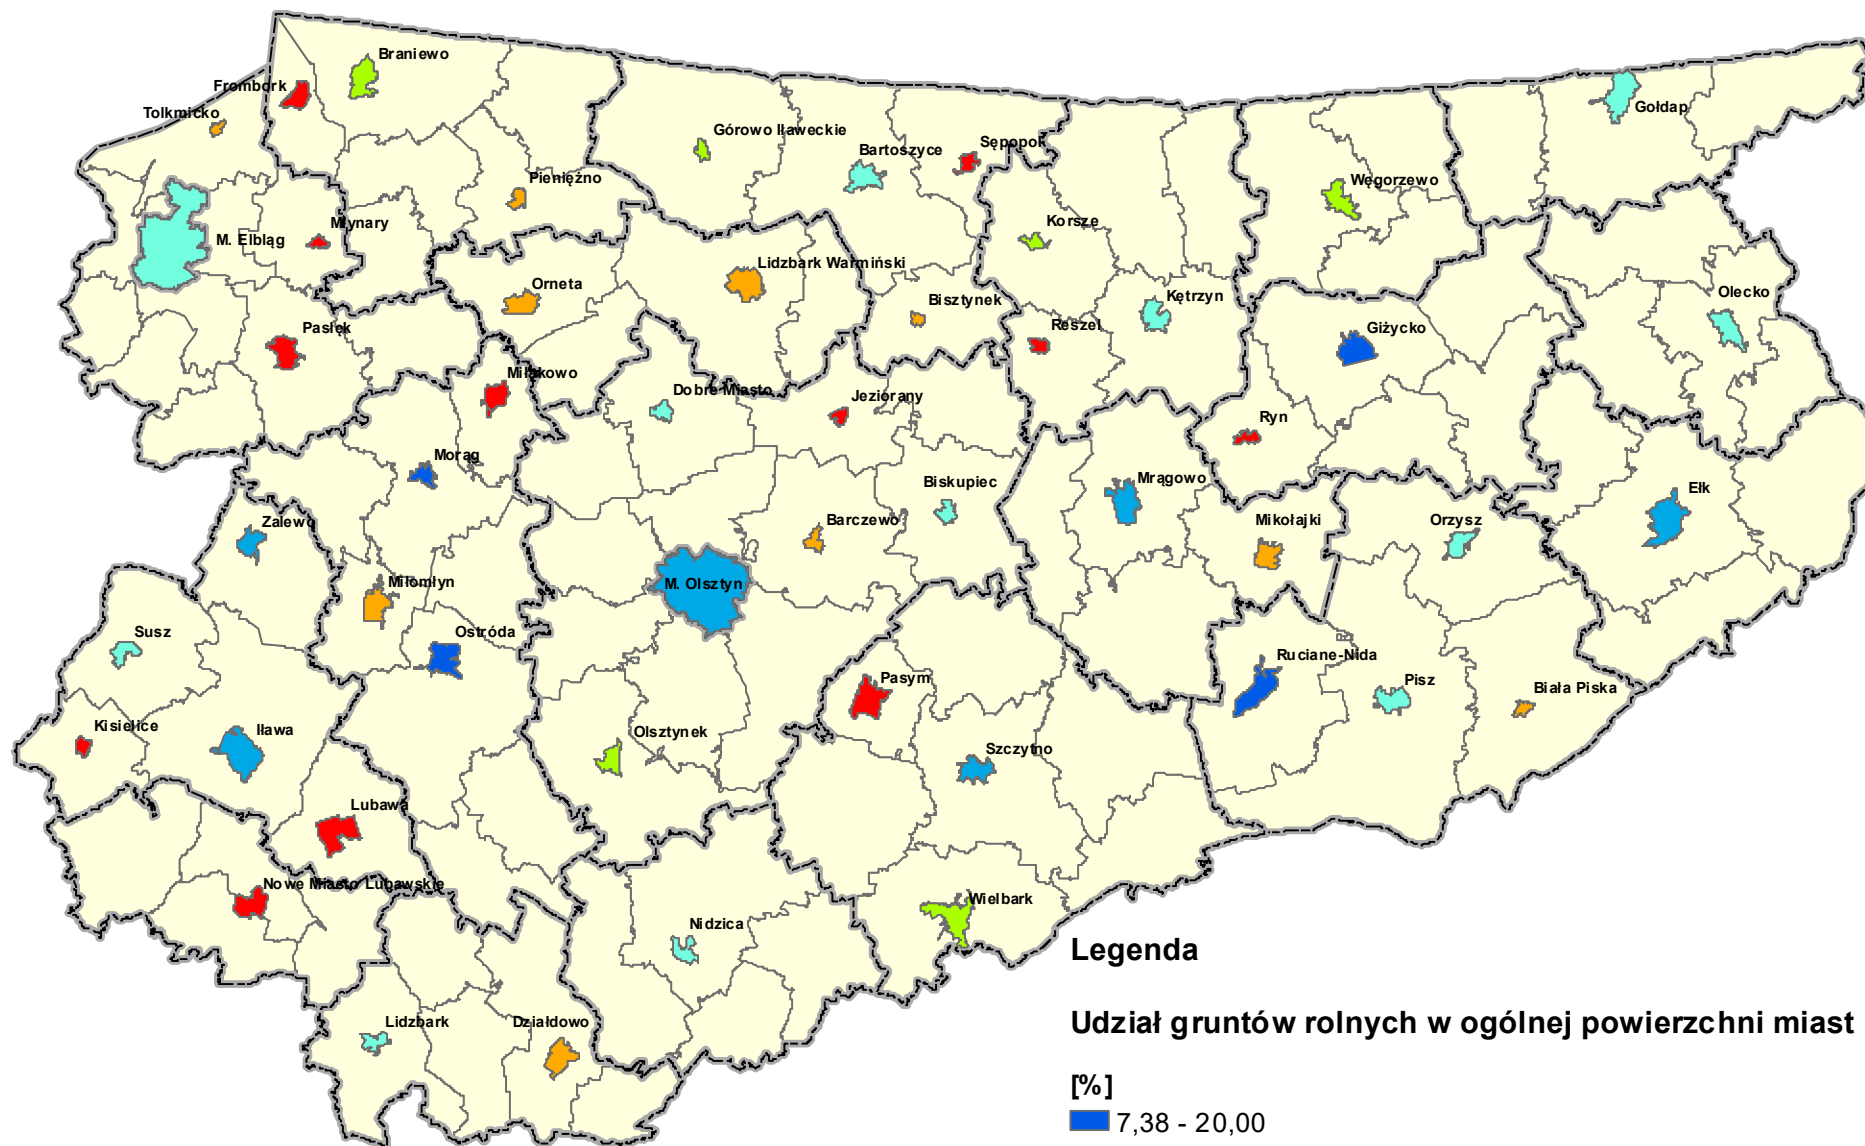 Braniewo
Frombork
Tolkmicko
Gołdap
Górowo Iławeckie
Bartoszyce
Sępopol
Pieniężno
Węgorzewo
Młynary
M. Elbląg
Korsze
Lidzbark Warmiński
Orneta
Bisztynek
Kętrzyn
Olecko
Pasłęk
Reszel
Giżycko
Miłakowo
Dobre Miasto
Jeziorany
Ryn
Morąg
Biskupiec
Mrągowo
Ełk
Zalewo
Barczewo
Mikołajki
Orzysz
Miłomłyn
M. Olsztyn
Susz
Ostróda
Ruciane-Nida
Pasym
Pisz
Biała Piska
Kisielice
Iława
Olsztynek
Szczytno
Lubawa
Nowe Miasto Lubawskie
Wielbark
Nidzica
Lidzbark
Działdowo
Legenda
Udział gruntów rolnych w ogólnej powierzchni miast
[%]
7,38 - 20,00